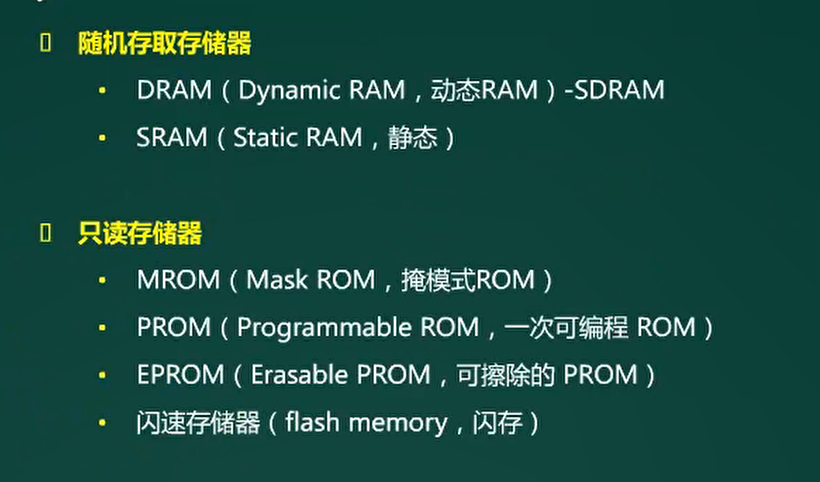 随机存取存储器
• DRAM（Dynamic RAM，动态RAM）-SDRAM
• SRAM（Static RAM，静态）
只读存储器
• MROM（Mask ROM，掩模式ROM）
• PROM（Programmable ROM，一次可编程 ROM）
• EPROM（Erasable PROM，可擦除的 PROM）
• 闪速存储器（flash memory，闪存）